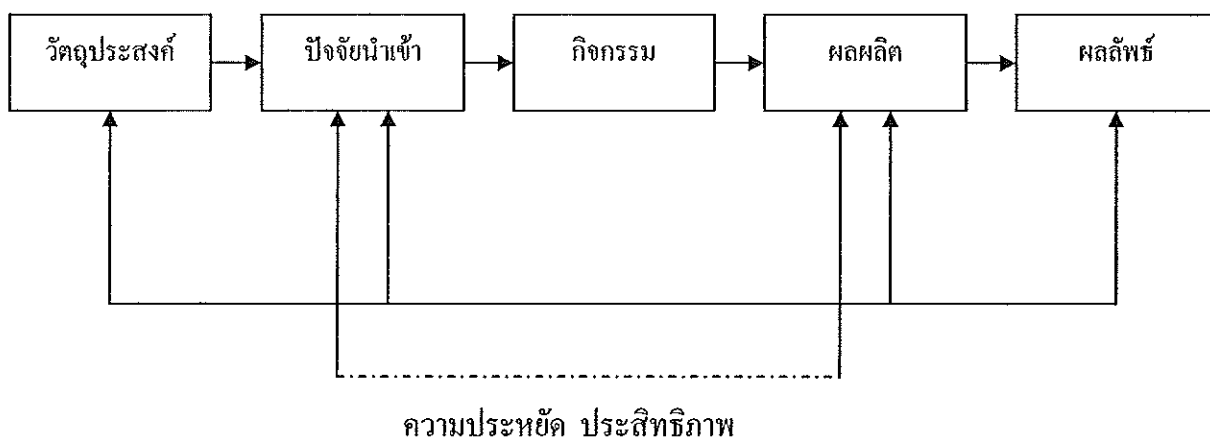 วัตถุประสงค์
ปัจจัยนำเข้า
กิจกรรม
ผลผลิต
ผลลัพธ์
ความประหยัด ประสิทธิภาพ